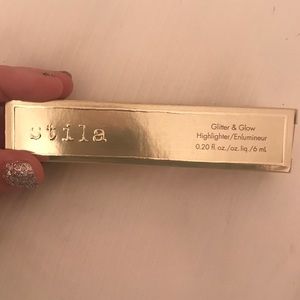 stila
Glitter & Glow
Highlighter/Enlumineur
0.20 fl. oz./oz. liq./6 mL